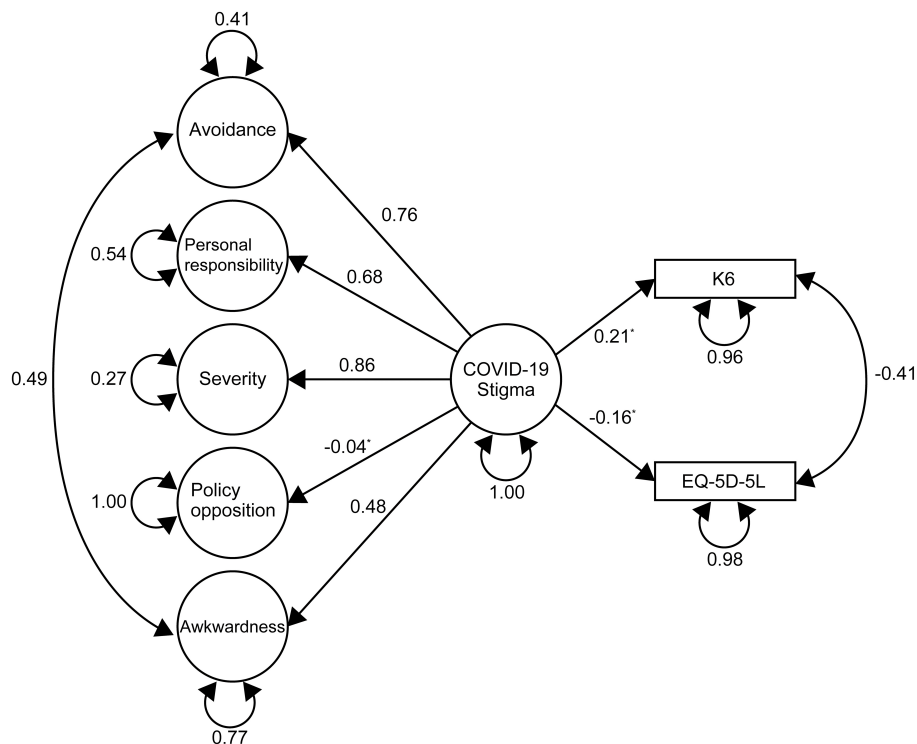 0.41
Avoidance
0.76
0.54
Personal
responsibility
0.68
K6
0.21*
0.96
0.49
0.27
Severity
0.86
COVID-19
Stigma
1.00
-0.41
-0.16*
EQ-5D-5L
0.98
1.00
Policy
opposition
-0.04*
0.48
Awkwardness
0.77